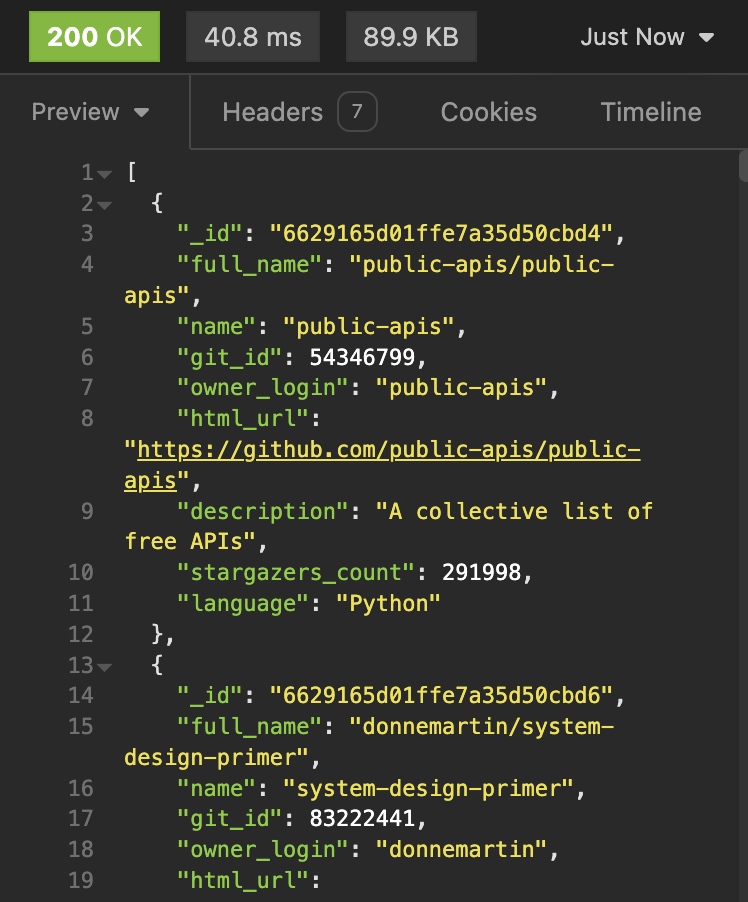 200 OK 40.8 ms 89.9 KB Just Now
Preview Headers 7 Cookies Timeline
1 [
2 {
3 "_id": "6629165d01ffe7a35d50cbd4",
4 "full_name": "public-apis/public-
apis",
5 "name": "public-apis",
6 "git_id": 54346799,
7 "owner_login": "public-apis",
8 "html_url":
"https://github.com/public-apis/public-
apis",
9 "description": "A collective list of
free APIs",
10 "stargazers_count": 291998,
11 "language": "Python"
12 },
13 {
14 "_id": "6629165d01ffe7a35d50cbd6",
15 "full_name": "donnemartin/system-
design-primer",
16 "name": "system-design-primer",
17 "git_id": 83222441,
18 "owner_login": "donnemartin",
19 "html_url":